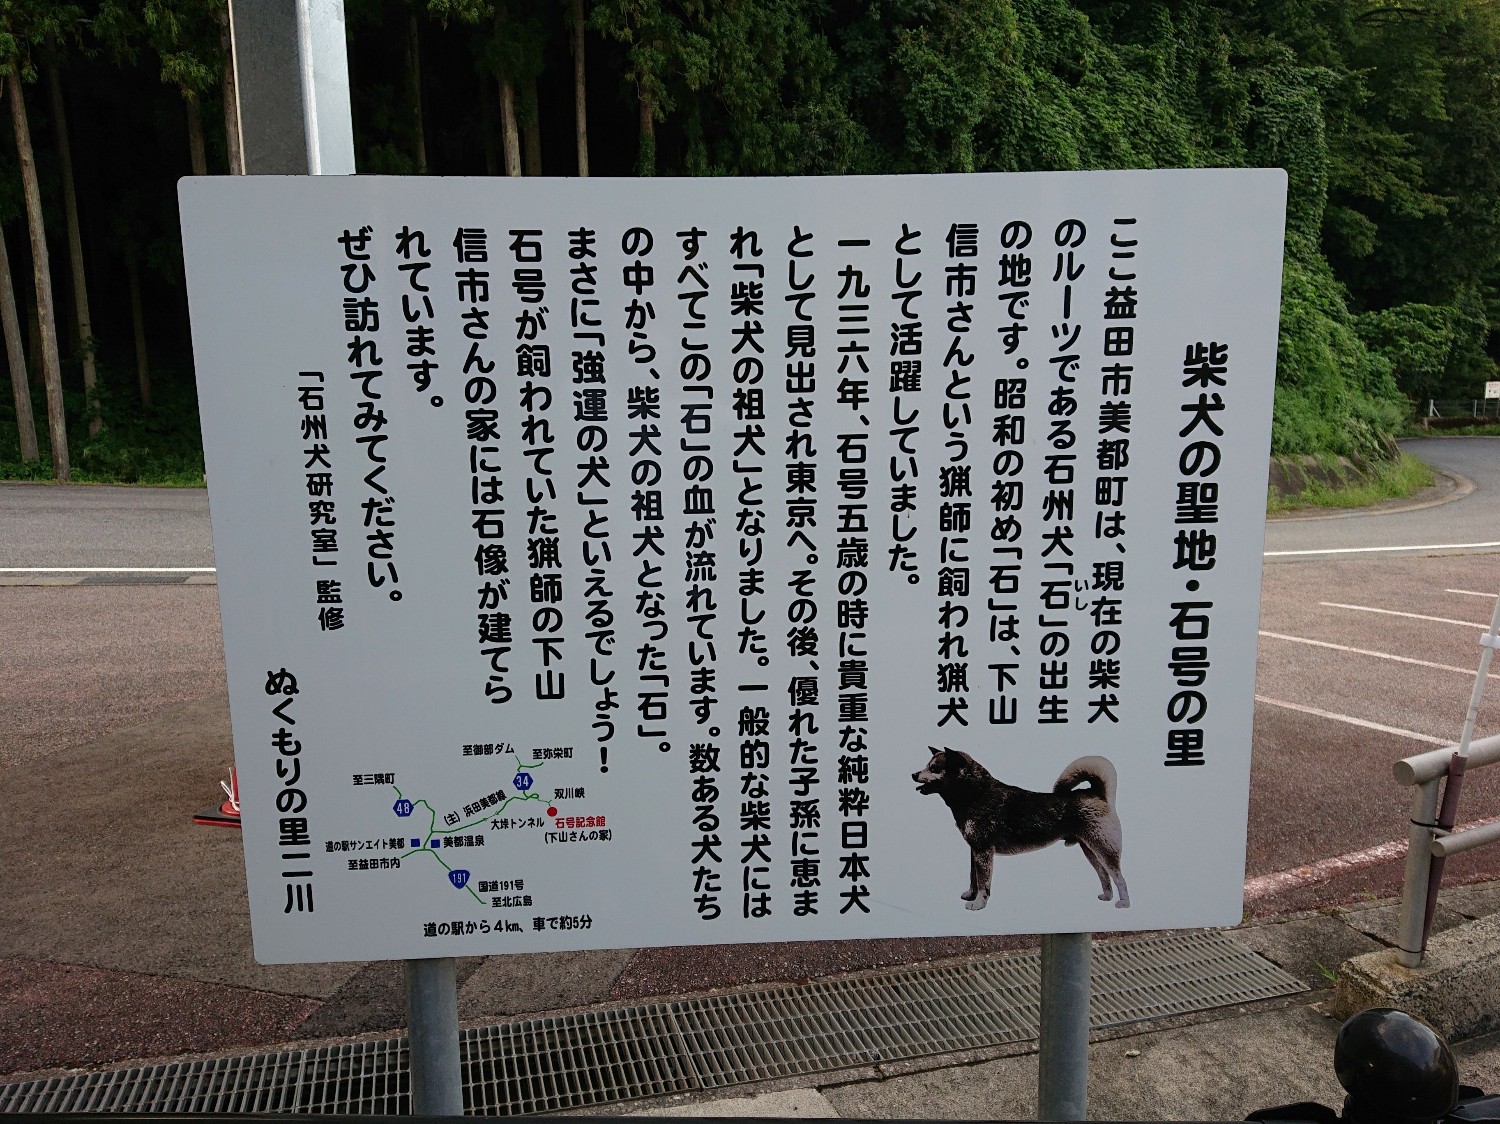 柴犬の聖地・石号の里
ここ益田市美都町は、現在の柴犬
のルーツである石州犬「石」の出生
いし
の地です。昭和の初め「石」は、下山
信市さんという猟師に飼われ猟犬
として活躍していました。
一九三六年、石号五歳の時に貴重な純粋日本犬
として見出され東京へ。その後、優れた子孫に恵ま
れ「柴犬の祖犬」となりました。一般的な柴犬には
すべてこの「石」の血が流れています。数ある犬たち
の中から、柴犬の祖犬となった「石」。
まさに「強運の犬」といえるでしょう！
石号が飼われていた猟師の下山
信市さんの家には石像が建てら
れています。
ぜひ訪れてみてください。
「石州犬研究室」監修
ぬくもりの里二川
至御部ダム
至弥栄町
34
至三隅町
48
(主)浜田美都線
双川峡
大垰トンネル
石号記念館
(下山さんの家)
道の駅サンエイト美都
美都温泉
至益田市内
191
国道191号
至北広島
道の駅から4km、車で約5分